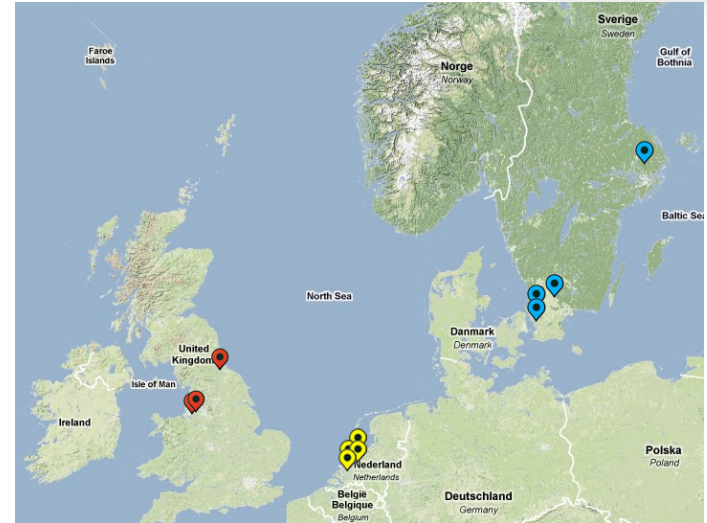 Sverige
Sweden
Faroe
Islands
Gulf of
Bothnia
Norge
Norway
Baltic Sea
North Sea
Danmark
Denmark
United
Kingdom
Isle of Man
Ireland
Nederland
Netherlands
Polska
Poland
België
Belgique
Belgium
Deutschland
Germany